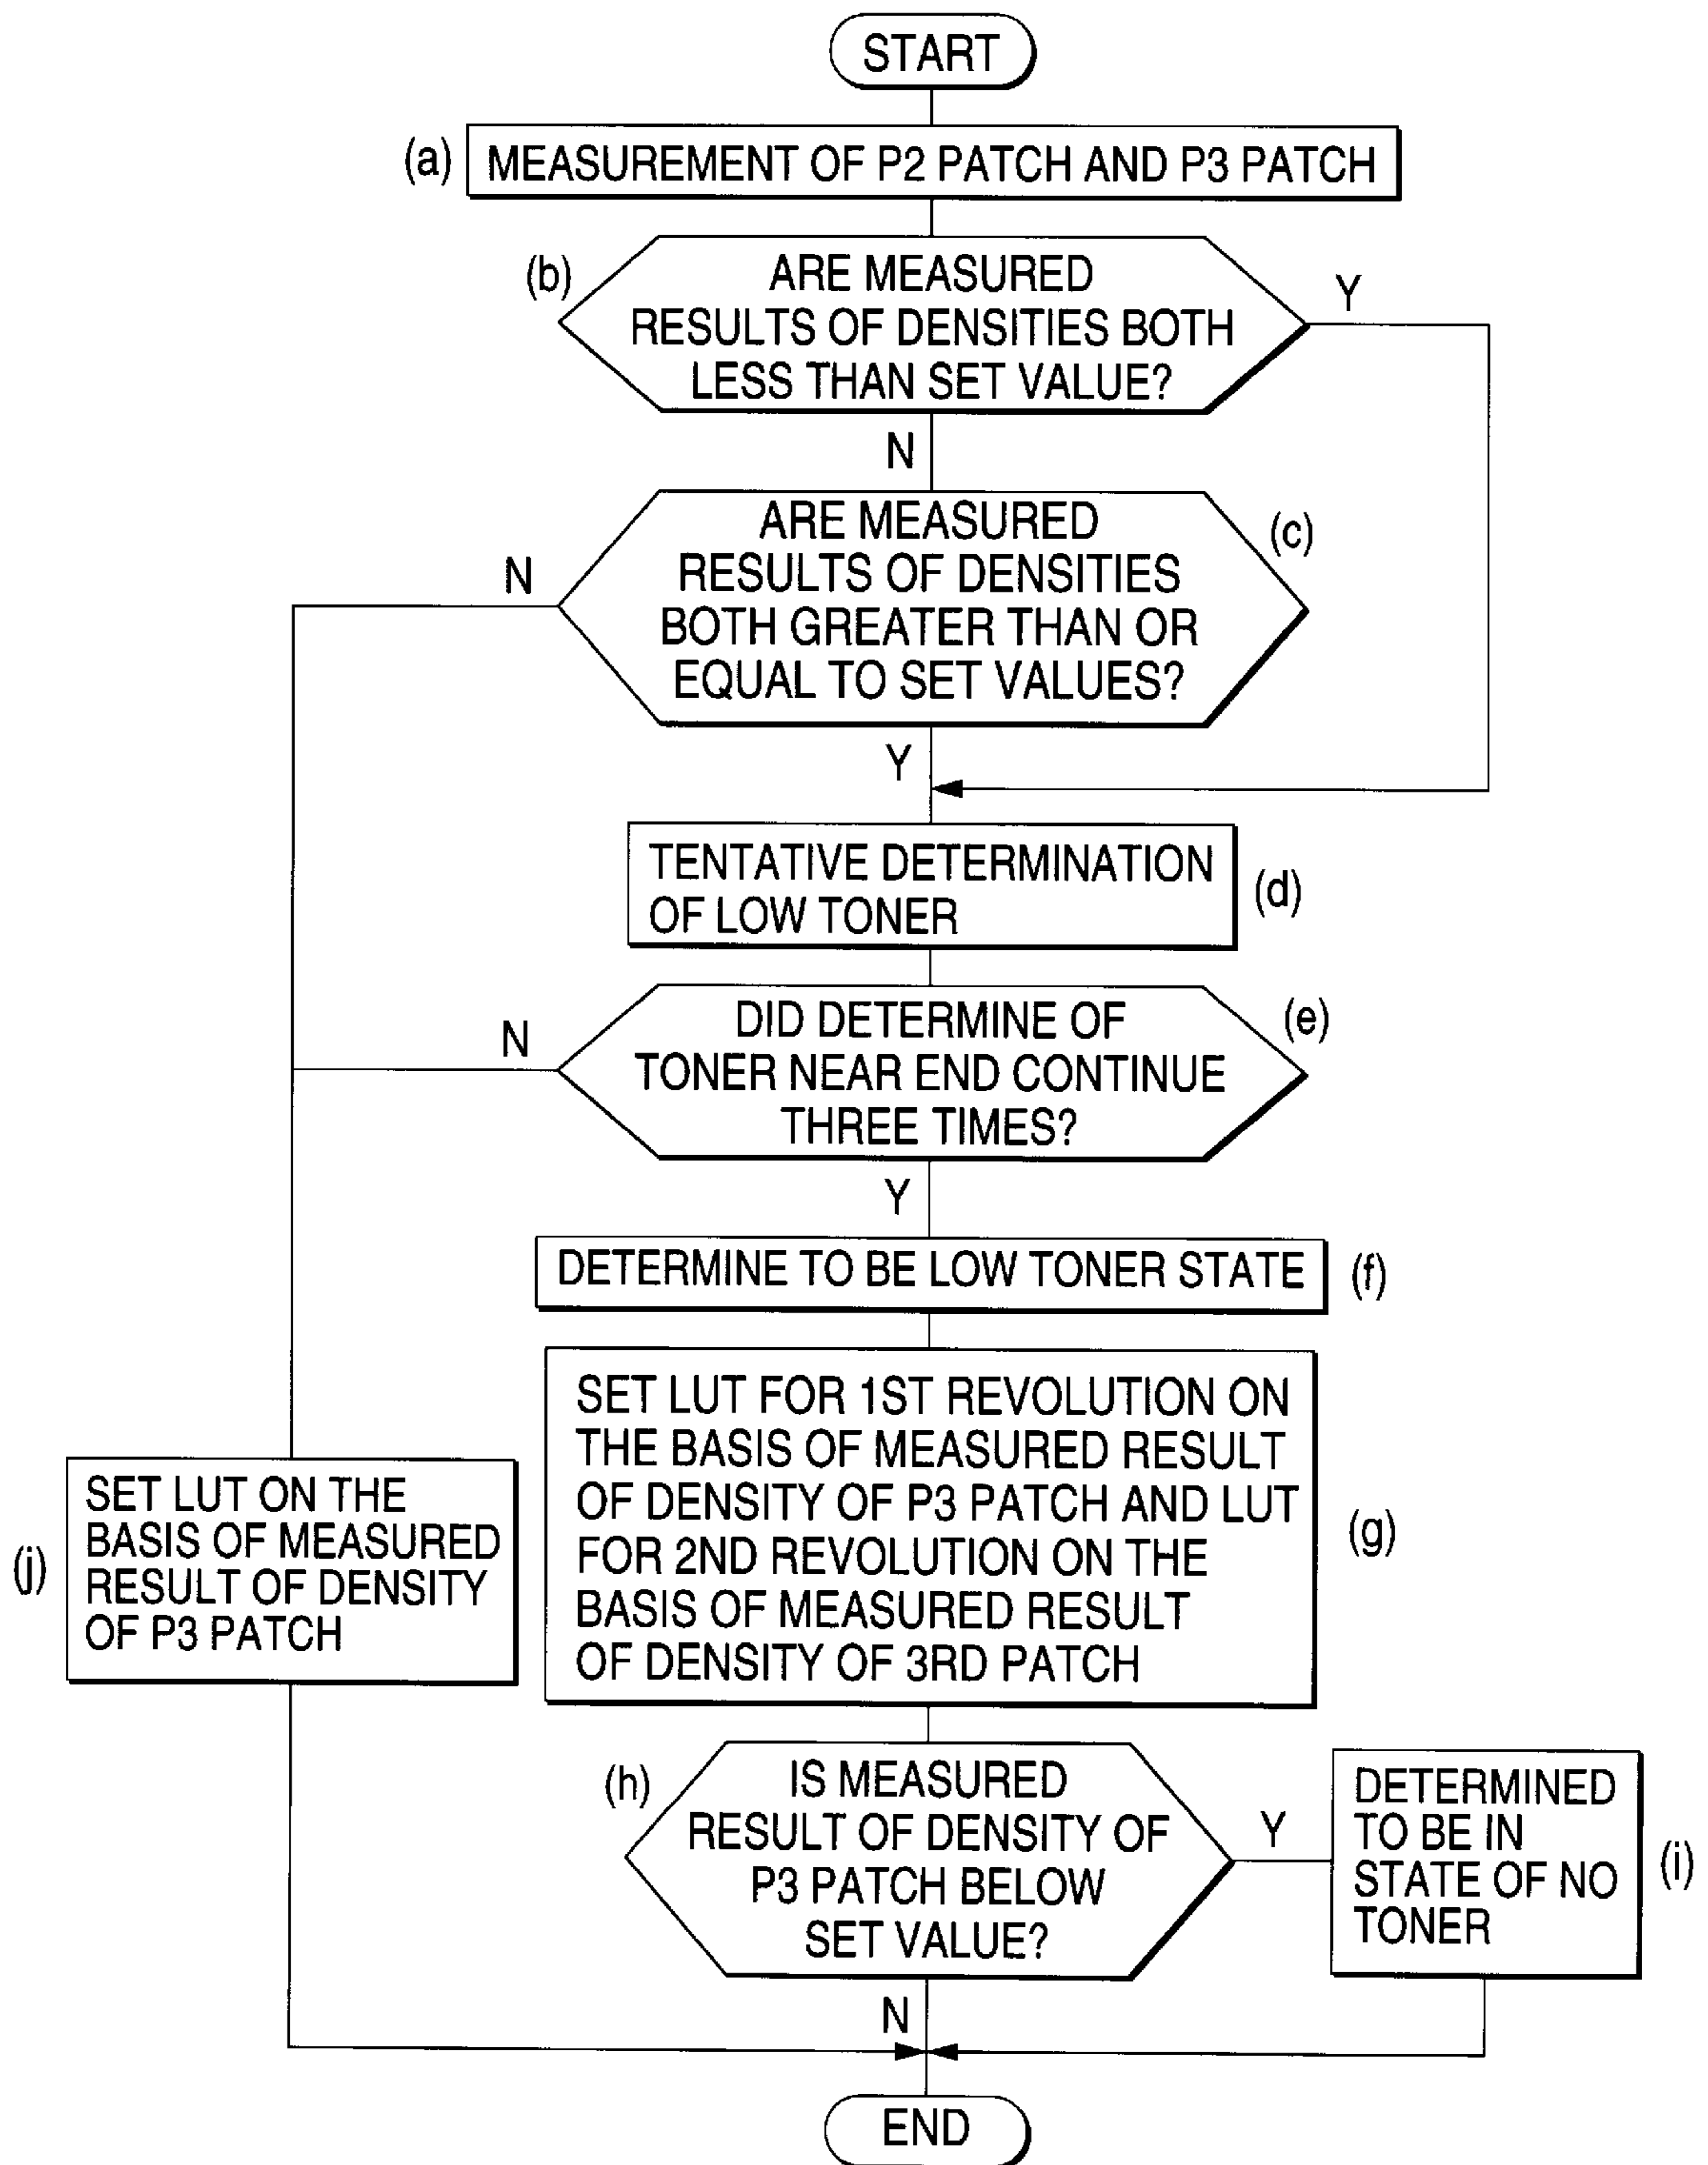 START
(a)
MEASUREMENT OF P2 PATCH AND P3 PATCH
(b)
ARE MEASURED
RESULTS OF DENSITIES BOTH
LESS THAN SET VALUE?
Y
N
ARE MEASURED
RESULTS OF DENSITIES
BOTH GREATER THAN OR
EQUAL TO SET VALUES?
(c)
N
Y
TENTATIVE DETERMINATION
OF LOW TONER
(d)
DID DETERMINE OF
TONER NEAR END CONTINUE
THREE TIMES?
(e)
N
Y
DETERMINE TO BE LOW TONER STATE
(f)
SET LUT FOR 1ST REVOLUTION ON
THE BASIS OF MEASURED RESULT
OF DENSITY OF P3 PATCH AND LUT
FOR 2ND REVOLUTION ON THE
BASIS OF MEASURED RESULT
OF DENSITY OF 3RD PATCH
(g)
(j)
SET LUT ON THE
BASIS OF MEASURED
RESULT OF DENSITY
OF P3 PATCH
(h)
IS MEASURED
RESULT OF DENSITY OF
P3 PATCH BELOW
SET VALUE?
Y
DETERMINED
TO BE IN
STATE OF NO
TONER
(i)
N
END